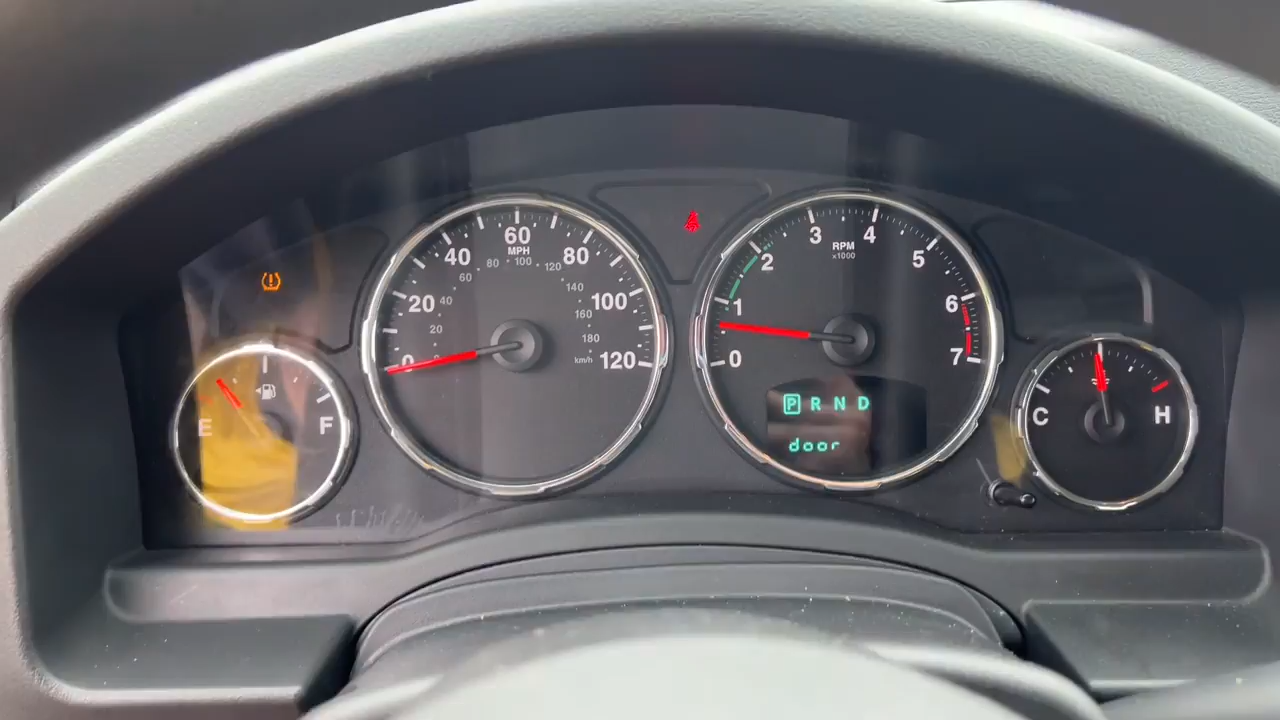 0 20 40 60 80 100 120
MPH
20 40 60 80 100 120 140 160 180
km/h
0 1 2 3 4 5 6 7
RPM
x1000
P R N D
door
E F
C H